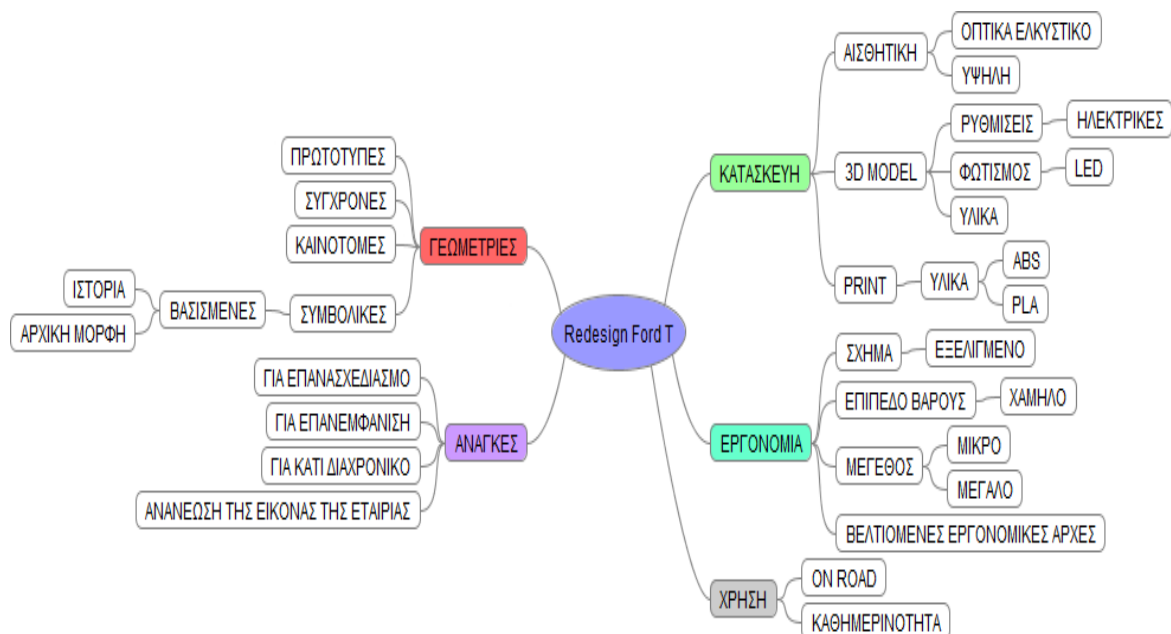 Redesign Ford T
ΓΕΩΜΕΤΡΙΕΣ
ΠΡΩΤΟΤΥΠΕΣ
ΣΥΓΧΡΟΝΕΣ
ΚΑΙΝΟΤΟΜΕΣ
ΣΥΜΒΟΛΙΚΕΣ
ΒΑΣΙΣΜΕΝΕΣ
ΙΣΤΟΡΙΑ
ΑΡΧΙΚΗ ΜΟΡΦΗ
ΑΝΑΓΚΕΣ
ΓΙΑ ΕΠΑΝΑΣΧΕΔΙΑΣΜΟ
ΓΙΑ ΕΠΑΝΕΜΦΑΝΙΣΗ
ΓΙΑ ΚΑΤΙ ΔΙΑΧΡΟΝΙΚΟ
ΑΝΑΝΕΩΣΗ ΤΗΣ ΕΙΚΟΝΑΣ ΤΗΣ ΕΤΑΙΡΙΑΣ
ΚΑΤΑΣΚΕΥΗ
ΑΙΣΘΗΤΙΚΗ
ΟΠΤΙΚΑ ΕΛΚΥΣΤΙΚΟ
ΥΨΗΛΗ
3D MODEL
ΡΥΘΜΙΣΕΙΣ
ΗΛΕΚΤΡΙΚΕΣ
ΦΩΤΙΣΜΟΣ
LED
ΥΛΙΚΑ
PRINT
ΥΛΙΚΑ
ABS
PLA
ΕΡΓΟΝΟΜΙΑ
ΣΧΗΜΑ
ΕΞΕΛΙΓΜΕΝΟ
ΕΠΙΠΕΔΟ ΒΑΡΟΥΣ
ΧΑΜΗΛΟ
ΜΕΓΕΘΟΣ
ΜΙΚΡΟ
ΜΕΓΑΛΟ
ΒΕΛΤΙΟΜΕΝΕΣ ΕΡΓΟΝΟΜΙΚΕΣ ΑΡΧΕΣ
ΧΡΗΣΗ
ON ROAD
ΚΑΘΗΜΕΡΙΝΟΤΗΤΑ